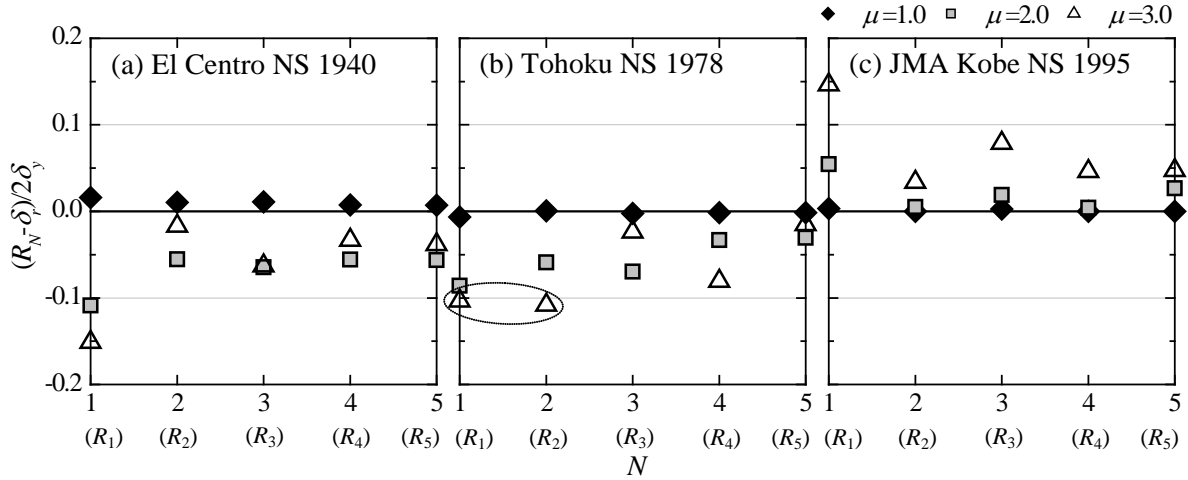 μ=1.0 μ=2.0 μ=3.0
(a) El Centro NS 1940 (b) Tohoku NS 1978 (c) JMA Kobe NS 1995
(R_N-δ_r)/2δ_y
0.2
0.1
0.0
-0.1
-0.2
1 2 3 4 5 1 2 3 4 5 1 2 3 4 5
(R₁) (R₂) (R₃) (R₄) (R₅) (R₁) (R₂) (R₃) (R₄) (R₅) (R₁) (R₂) (R₃) (R₄) (R₅)
N